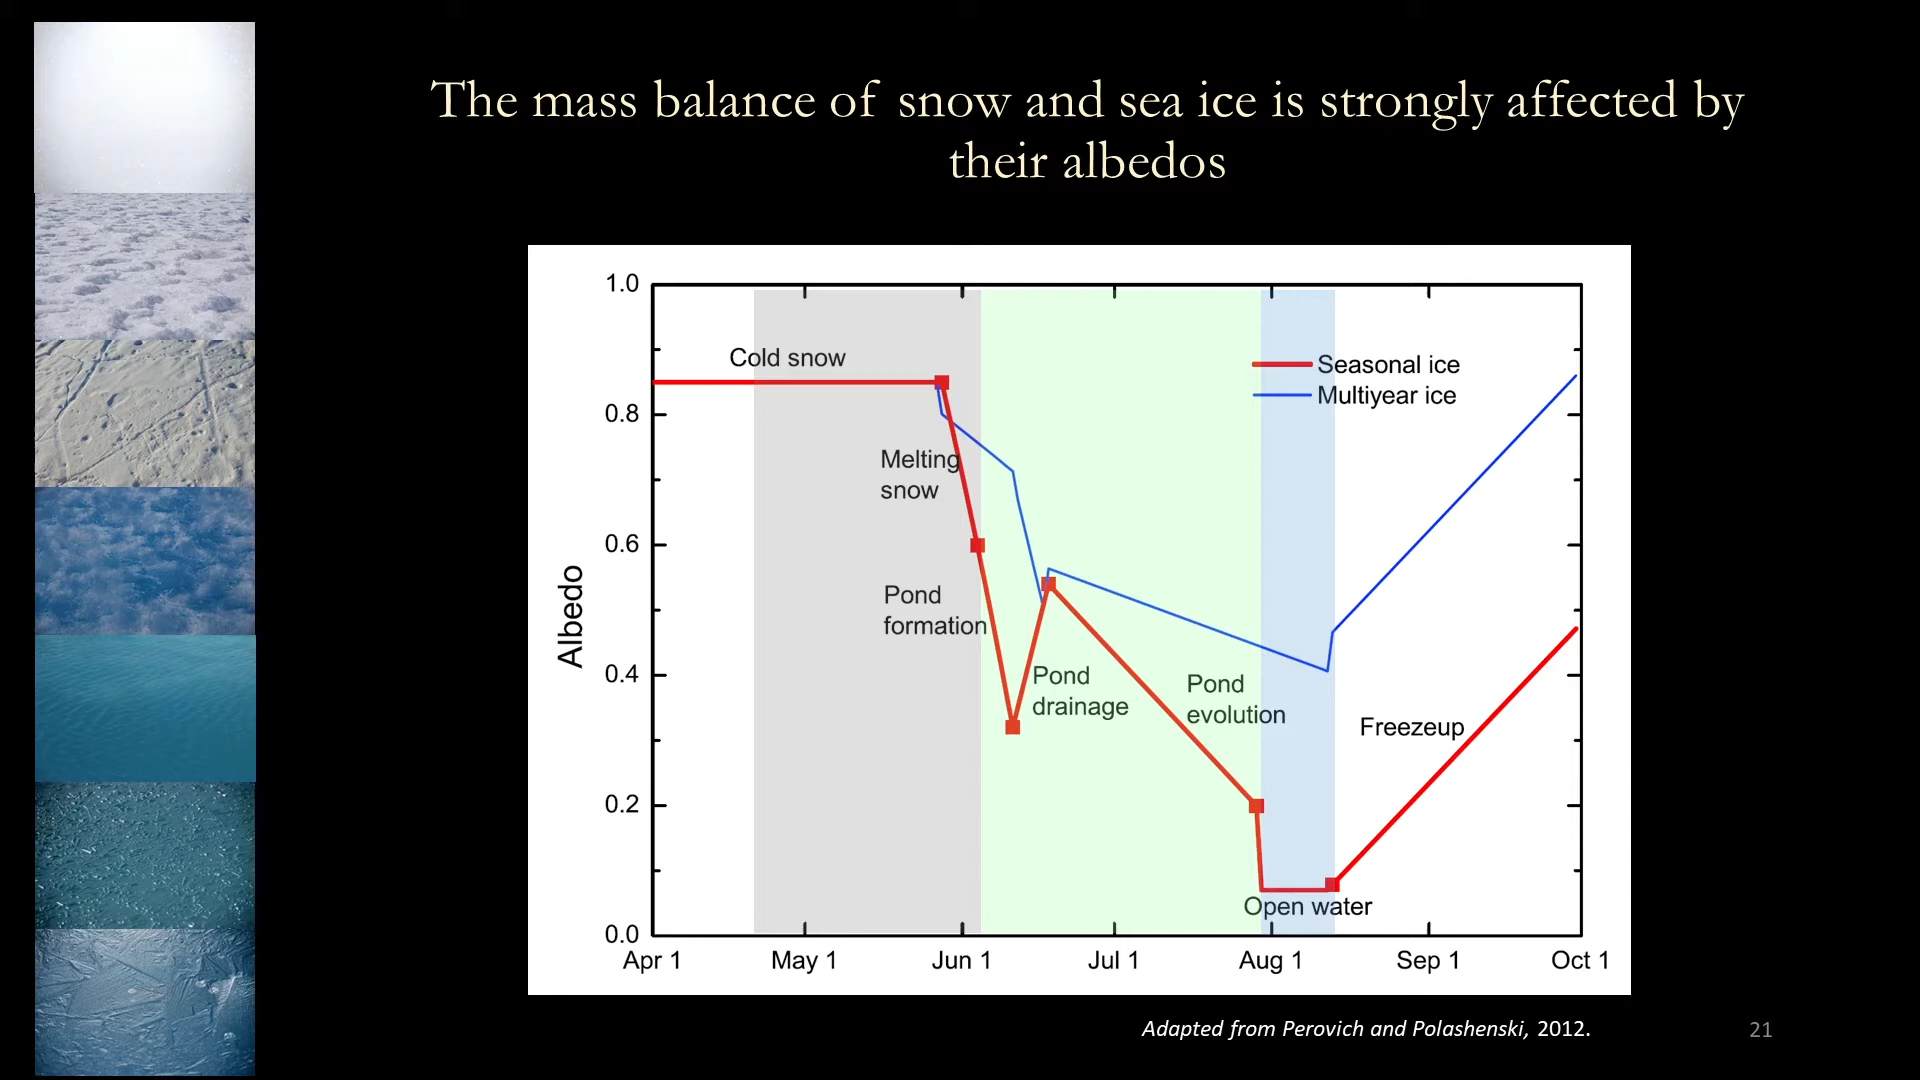 The mass balance of snow and sea ice is strongly affected by
their albedos
1.0
0.8
0.6
0.4
0.2
0.0
Albedo
Cold snow
Seasonal ice
Multiyear ice
Melting
snow
Pond
formation
Pond
drainage
Pond
evolution
Freezeup
Open water
Apr 1 May 1 Jun 1 Jul 1 Aug 1 Sep 1 Oct 1
Adapted from Perovich and Polashenski, 2012.
21